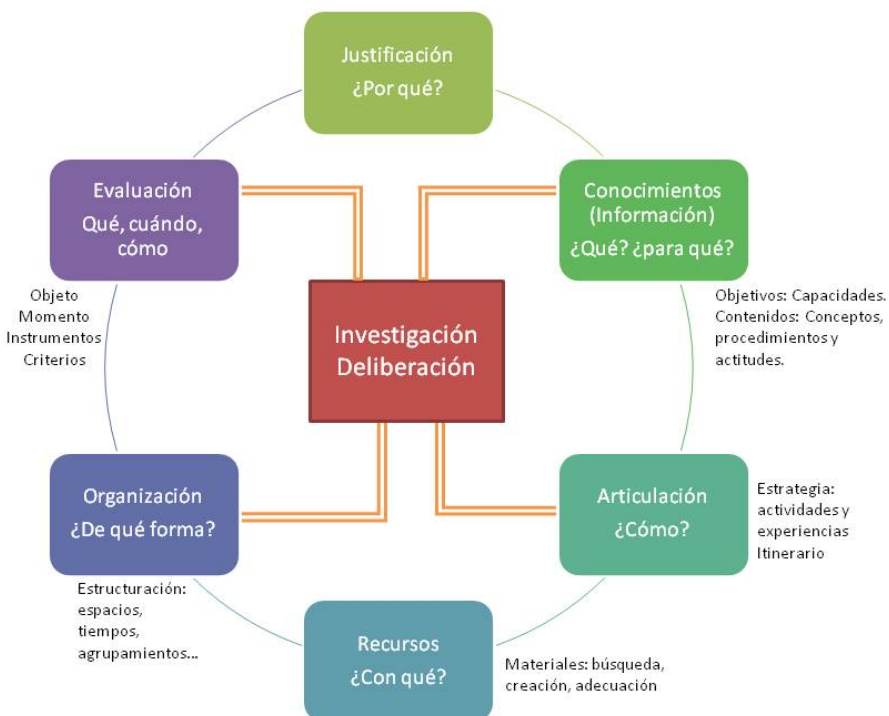 Justificación
¿Por qué?
Conocimientos
(Información)
¿Qué? ¿para qué?
Objetivos: Capacidades.
Contenidos: Conceptos,
procedimientos y
actitudes.
Articulación
¿Cómo?
Estrategia:
actividades y
experiencias
Itinerario
Recursos
¿Con qué?
Materiales: búsqueda,
creación, adecuación
Organización
¿De qué forma?
Estructuración:
espacios,
tiempos,
agrupamientos...
Evaluación
Qué, cuándo,
cómo
Objeto
Momento
Instrumentos
Criterios
Investigación
Deliberación